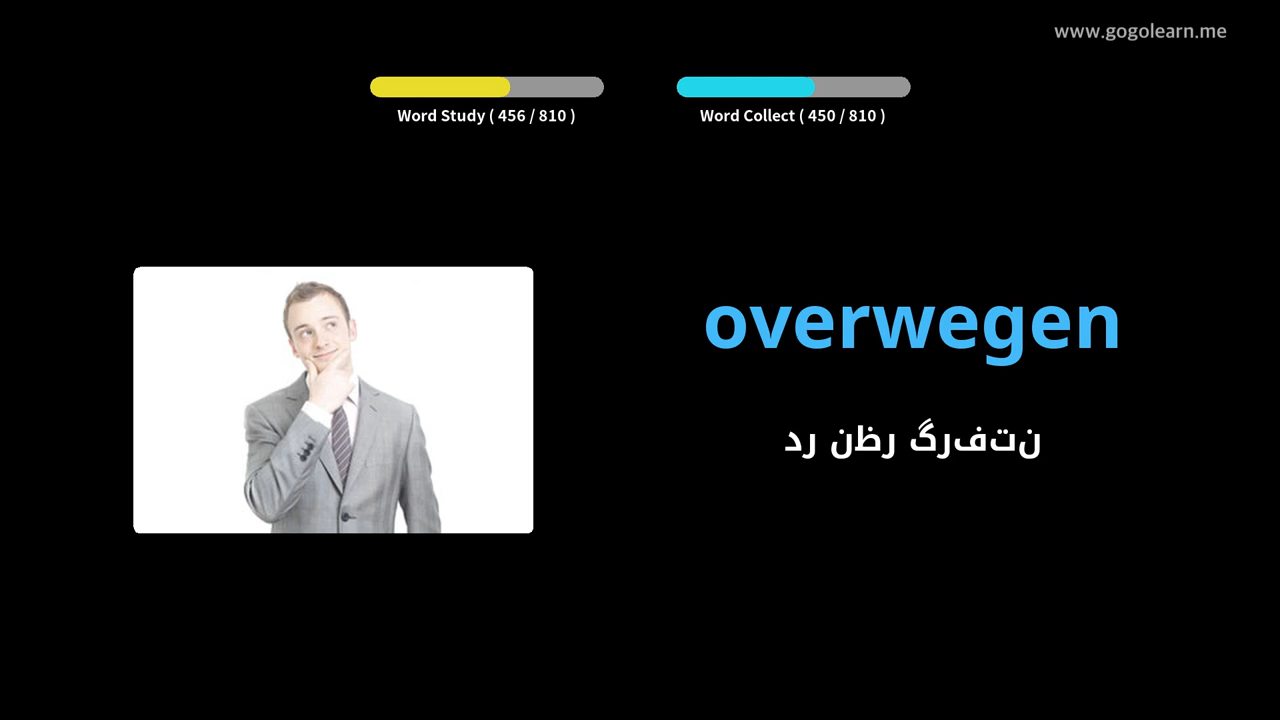 www.gogolearn.me
Word Study ( 456 / 810 )
Word Collect ( 450 / 810 )
overwegen
در نظر گرفتن